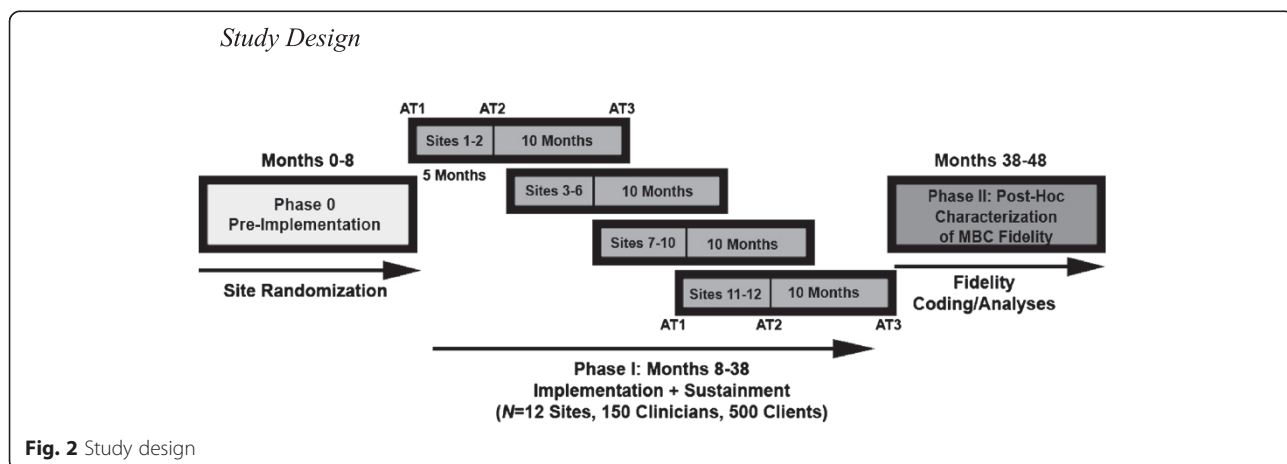 Study Design
AT1 AT2 AT3
Sites 1-2 10 Months
Months 0-8
5 Months
Months 38-48
Phase 0
Pre-Implementation
Sites 3-6 10 Months
Phase II: Post-Hoc
Characterization
of MBC Fidelity
Sites 7-10 10 Months
Site Randomization
Sites 11-12 10 Months
Fidelity
Coding/Analyses
AT1 AT2 AT3
Phase I: Months 8-38
Implementation + Sustainment
(N=12 Sites, 150 Clinicians, 500 Clients)
Fig. 2 Study design